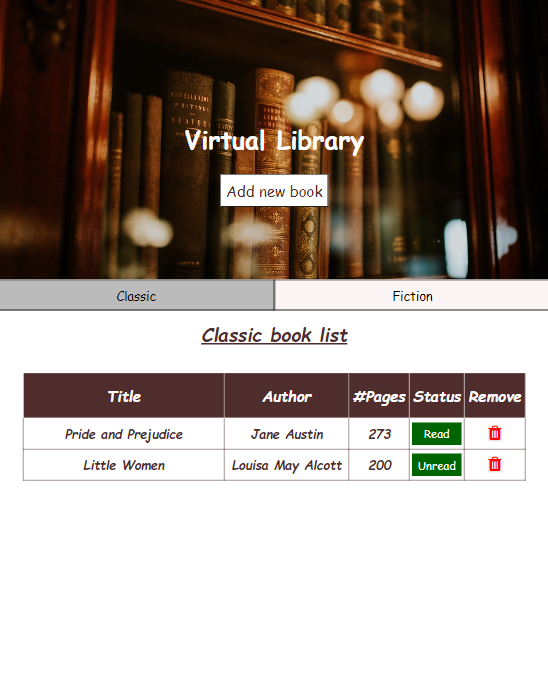 Virtual Library
Add new book
Classic
Fiction
Classic book list
Title Author #Pages Status Remove
Pride and Prejudice Jane Austin 273 Read
Little Women Louisa May Alcott 200 Unread